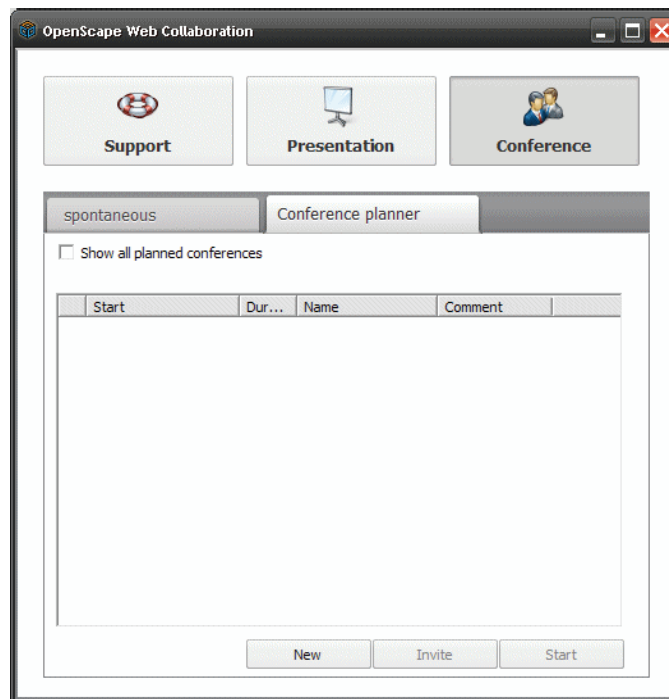 OpenScape Web Collaboration
Support Presentation Conference
spontaneous Conference planner
Show all planned conferences
Start Dur... Name Comment
New Invite Start